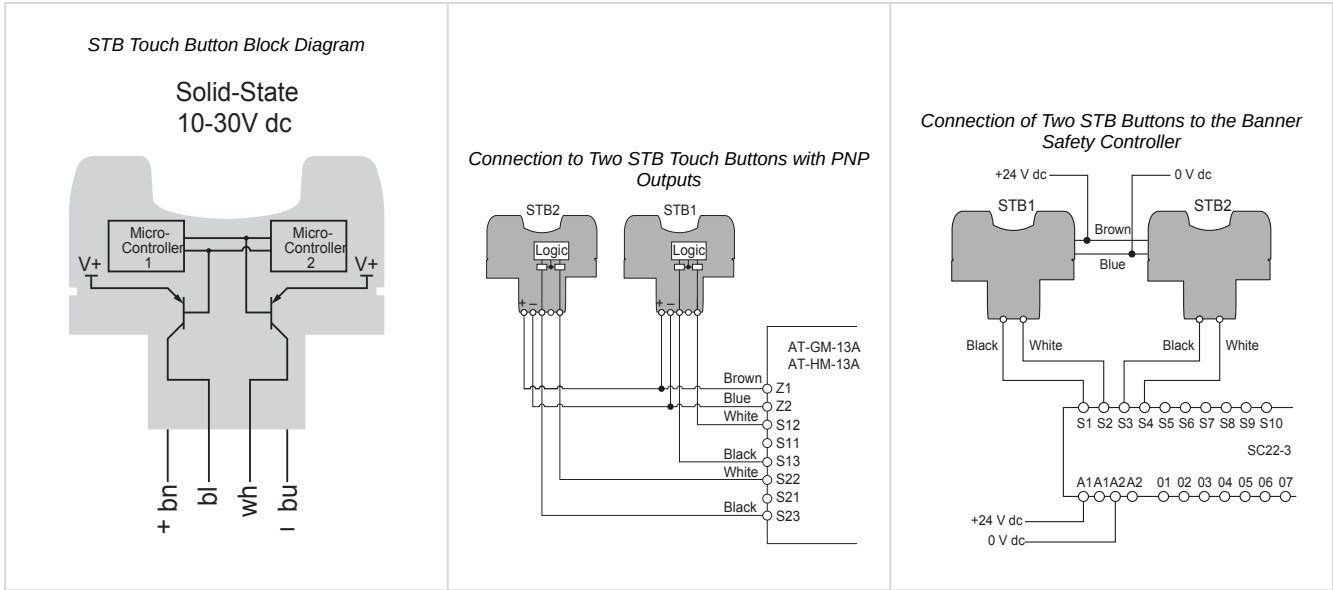 STB Touch Button Block Diagram
Solid-State
10-30V dc
Micro-
Controller
1
Micro-
Controller
2
V+
V+
+ bn
bl
wh
– bu
Connection to Two STB Touch Buttons with PNP
Outputs
STB2
STB1
Logic
Logic
+ –
+ –
AT-GM-13A
AT-HM-13A
Brown
Z1
Blue
Z2
White
S12
S11
Black
S13
White
S22
S21
Black
S23
Connection of Two STB Buttons to the Banner
Safety Controller
+24 V dc
0 V dc
STB1
STB2
Brown
Blue
Black
White
Black
White
S1 S2 S3 S4 S5 S6 S7 S8 S9 S10
SC22-3
A1 A1 A2 A2 01 02 03 04 05 06 07
+24 V dc
0 V dc